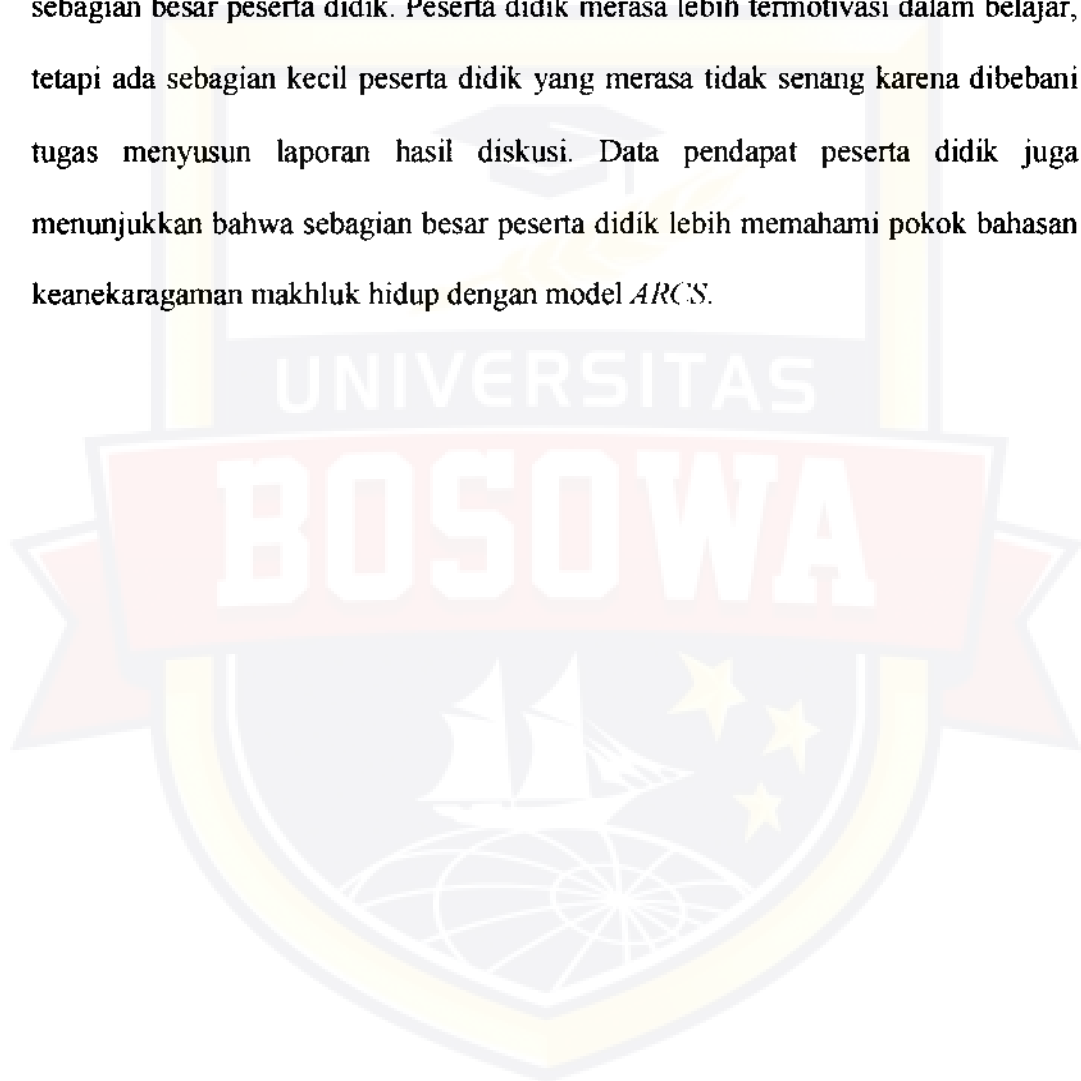 sebagian besar peserta didik. Peserta didik merasa lebih termotivasi dalam belajar,
tetapi ada sebagian kecil peserta didik yang merasa tidak senang karena dibebani
tugas menyusun laporan hasil diskusi. Data pendapat peserta didik juga
menunjukkan bahwa sebagian besar peserta didik lebih memahami pokok bahasan
keanekaragaman makhluk hidup dengan model ARCS.
UNIVERSITAS
BOSOWA